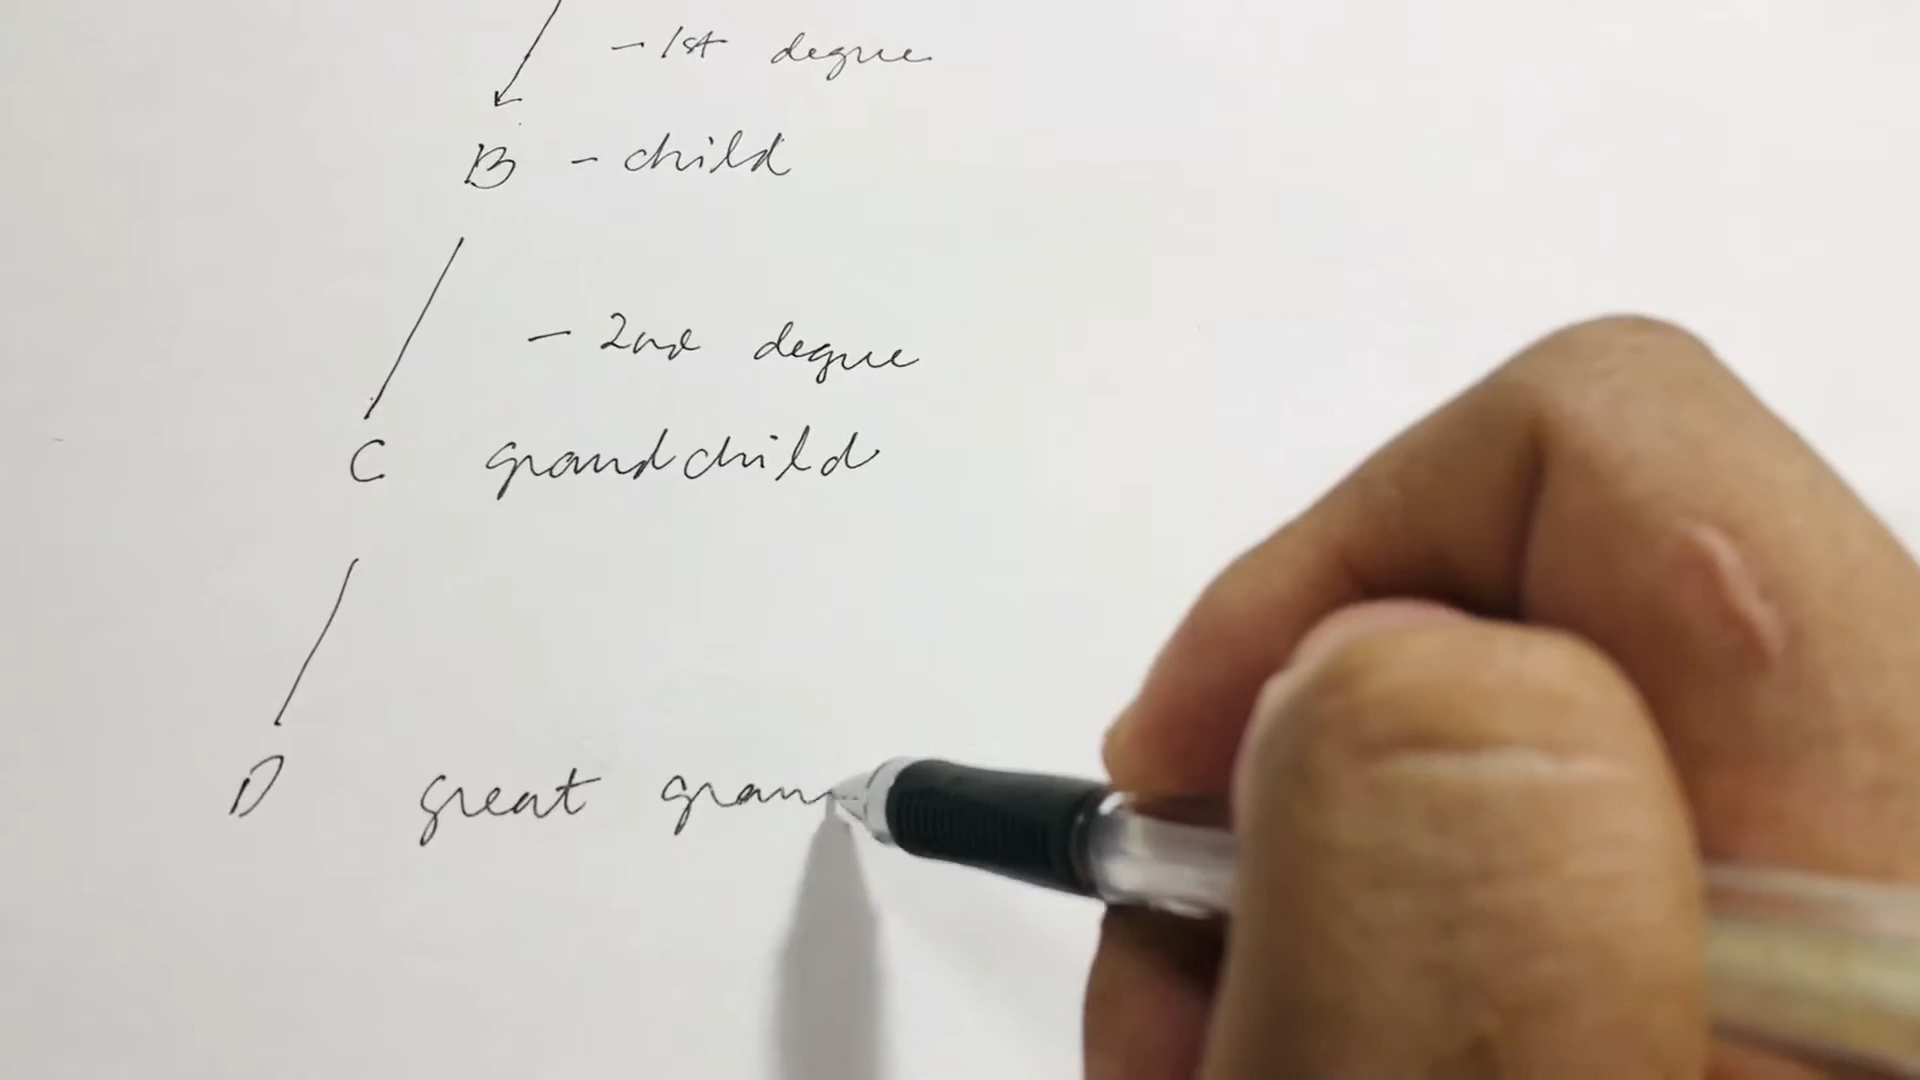 - 1st degree
B - child
- 2nd degree
C grandchild
D great gran